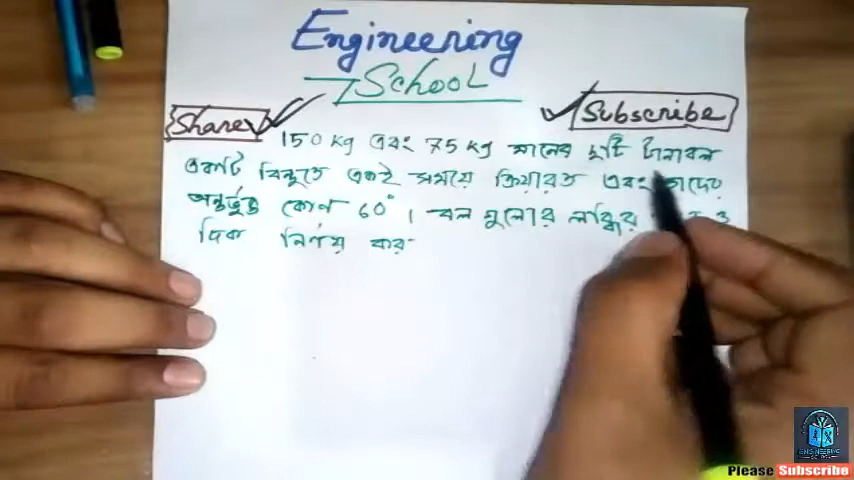 Engineering
School
Share
Subscribe
150 kg এবং 75 kg মানের দুটি টানাবল
একটি বিন্দুতে একই সময়ে ক্রিয়ারত এবং তাদের
অন্তর্ভুক্ত কোণ 60°। বল গুলোর লব্ধির ও
দিক নির্ণয় কর
ENGINEERING
Please Subscribe